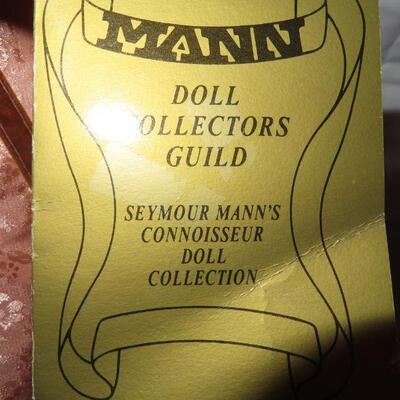 MANN
DOLL
COLLECTORS
GUILD
SEYMOUR MANN'S
CONNOISSEUR
DOLL
COLLECTION